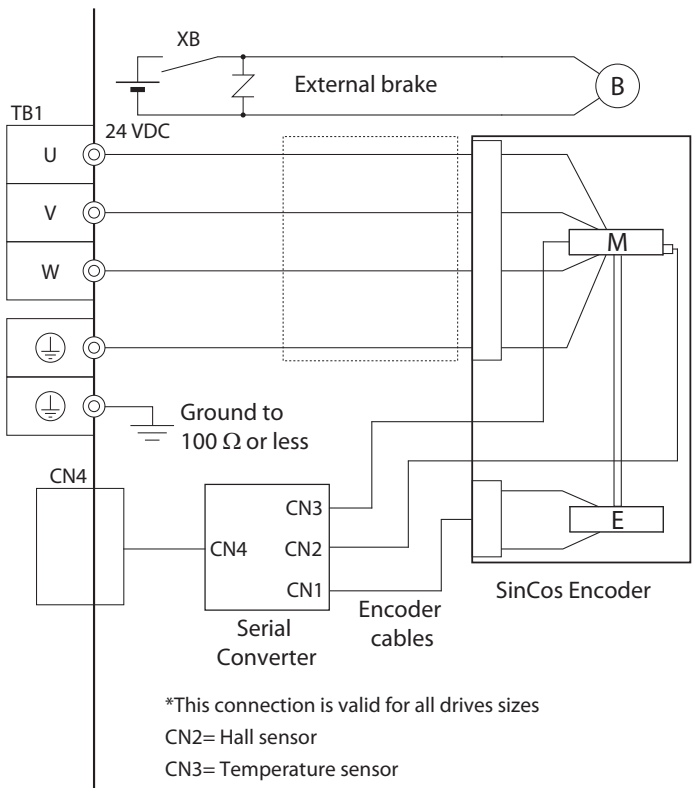 XB
External brake
B
TB1
24 VDC
U
V
W
M
Ground to
100 Ω or less
CN4
CN3
CN4
CN2
CN1
E
SinCos Encoder
Encoder
cables
Serial
Converter
*This connection is valid for all drives sizes
CN2= Hall sensor
CN3= Temperature sensor